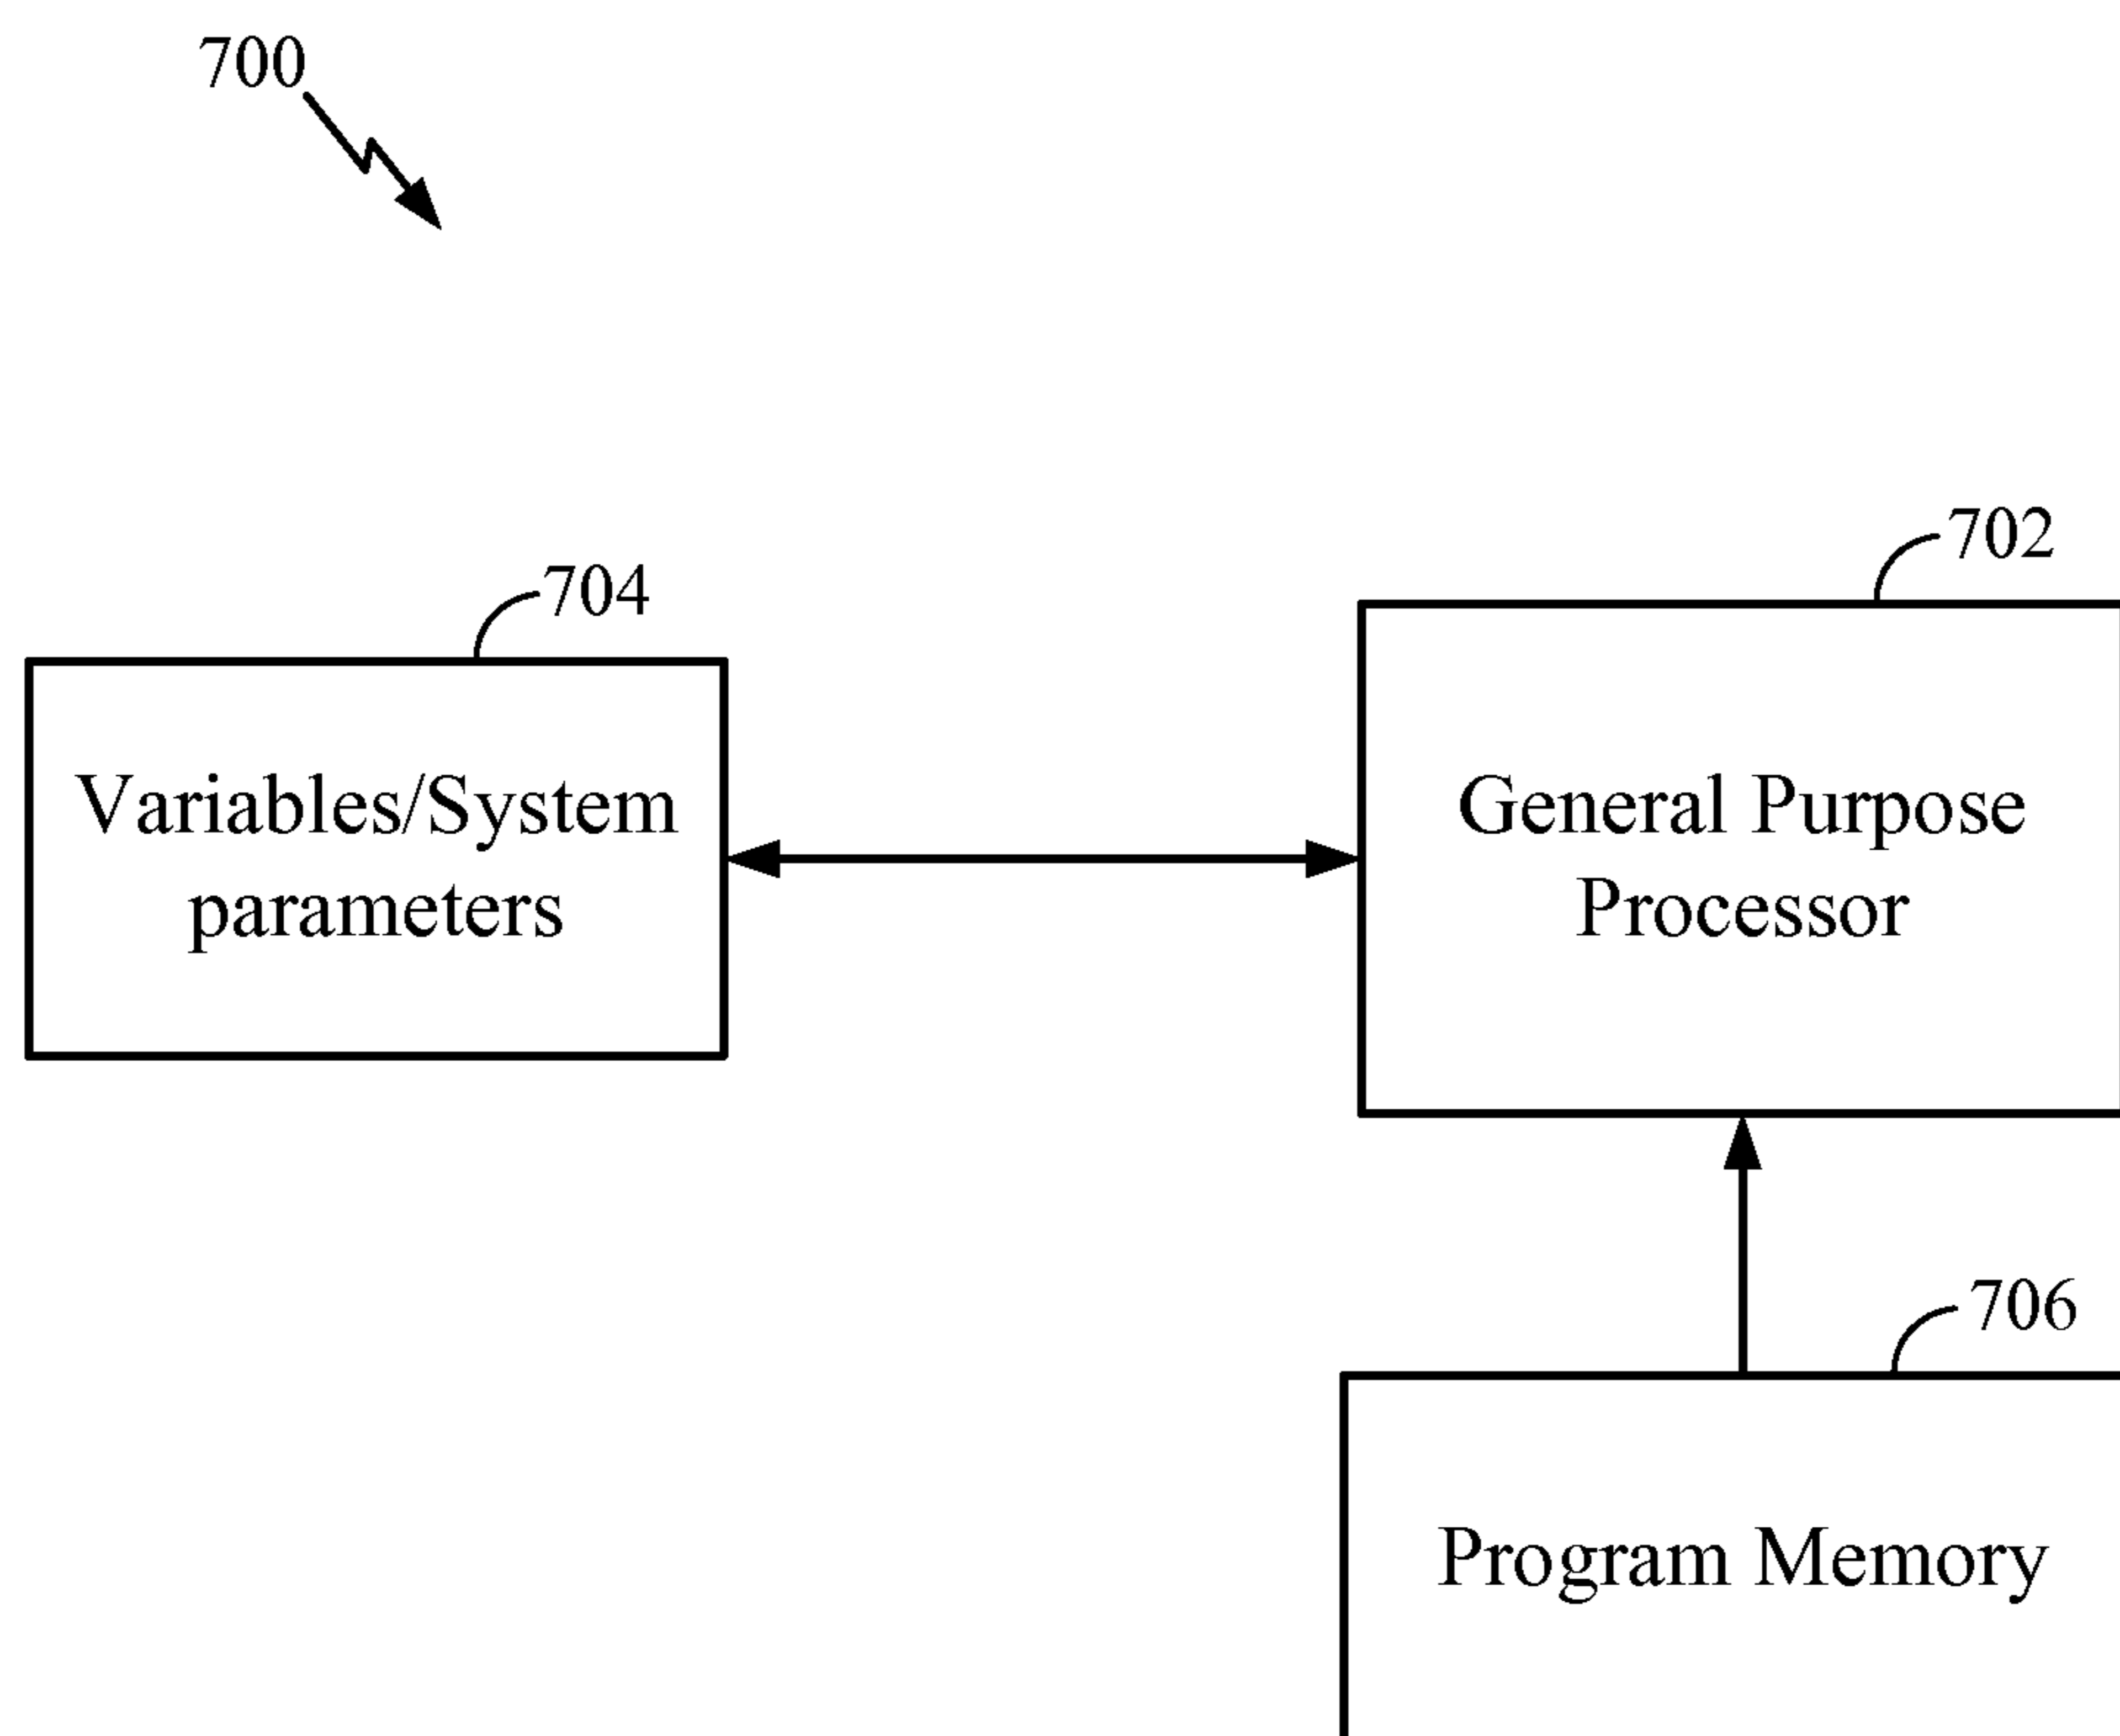 700
702
704
Variables/System
parameters
General Purpose
Processor
706
Program Memory